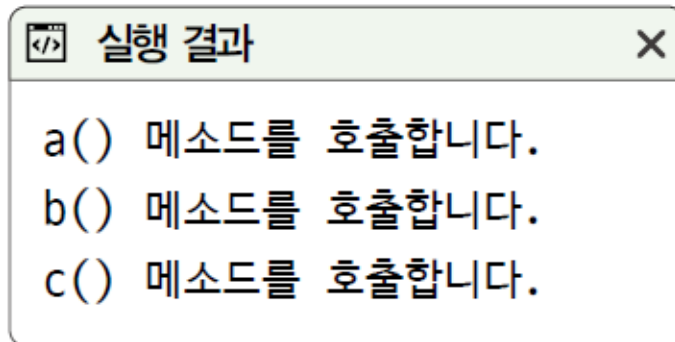 실행 결과
a() 메소드를 호출합니다.
b() 메소드를 호출합니다.
c() 메소드를 호출합니다.